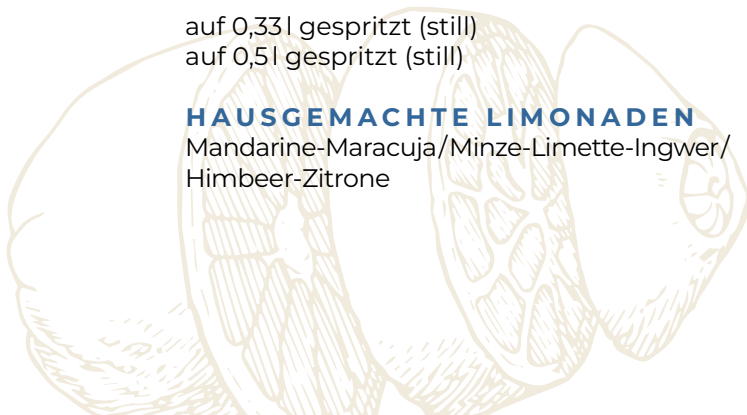 auf 0,33 l gespritzt (still)
auf 0,5 l gespritzt (still)
HAUSGEMACHTE LIMONADEN
Mandarine-Maracuja/Minze-Limette-Ingwer/
Himbeer-Zitrone